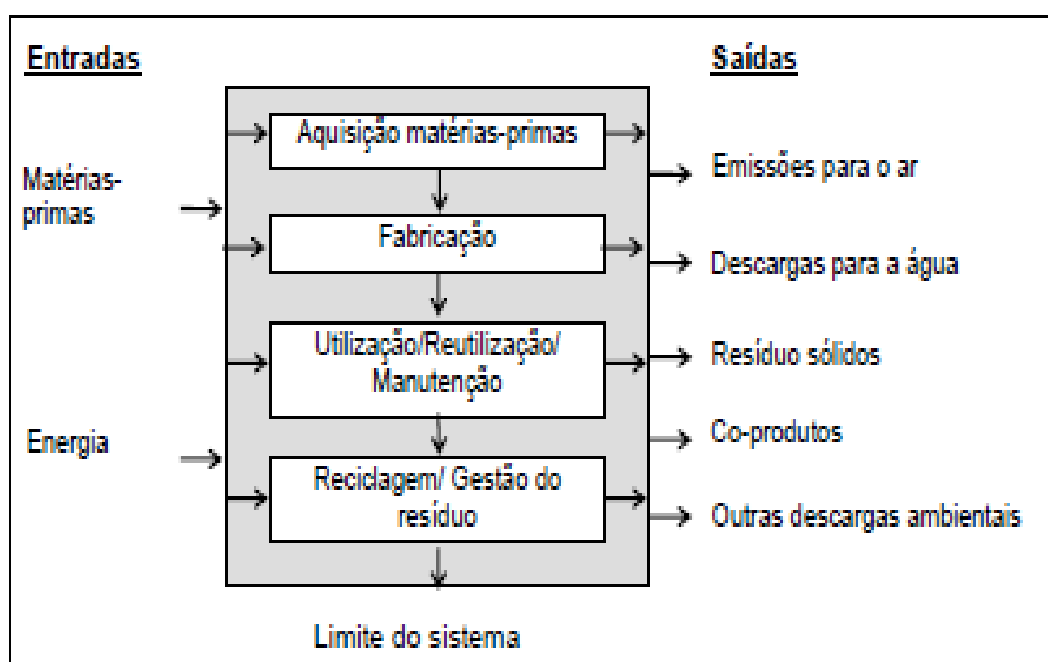 Entradas
Saídas
Aquisição matérias-primas
Matérias-
primas
Emissões para o ar
Fabricação
Descargas para a água
Utilização/Reutilização/
Manutenção
Resíduo sólidos
Energia
Co-produtos
Reciclagem/ Gestão do
resíduo
Outras descargas ambientais
Limite do sistema